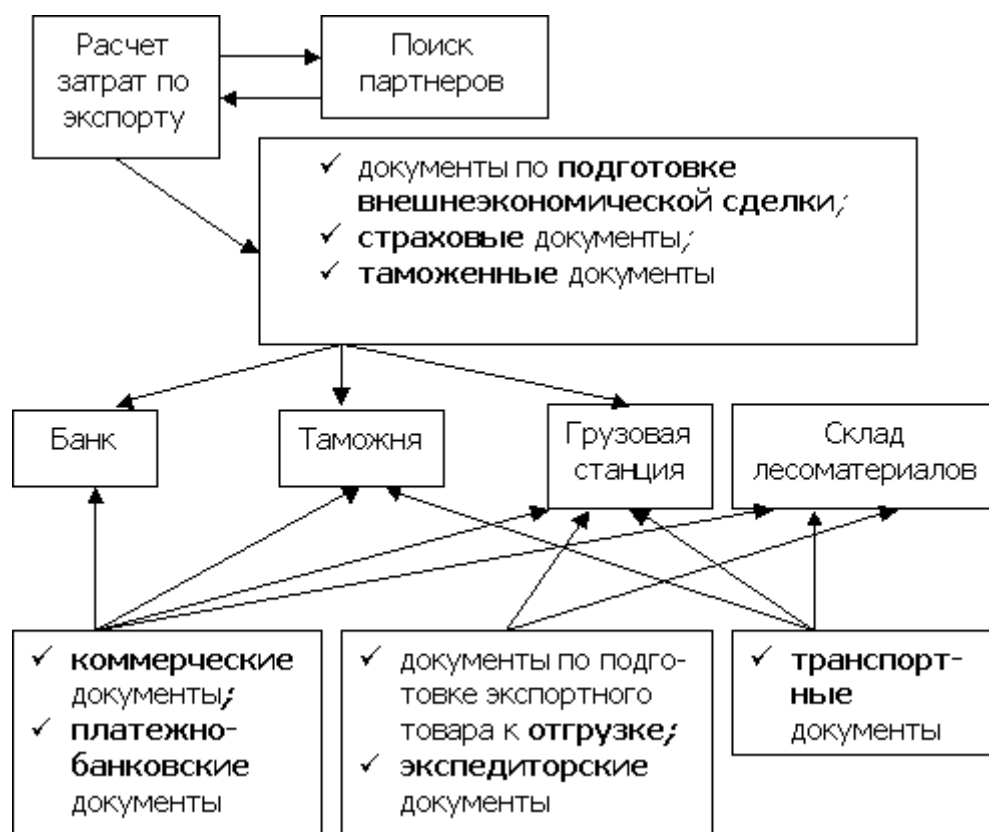 Расчет
затрат по
экспорту
Поиск
партнеров
✓ документы по подготовке
внешнеэкономической сделки;
✓ страховые документы;
✓ таможенные документы
Банк
Таможня
Грузовая
станция
Склад
лесоматериалов
✓ коммерческие
документы;
✓ платежно-
банковские
документы
✓ документы по подго-
товке экспортного
товара к отгрузке;
✓ экспедиторские
документы
✓ транспорт-
ные
документы